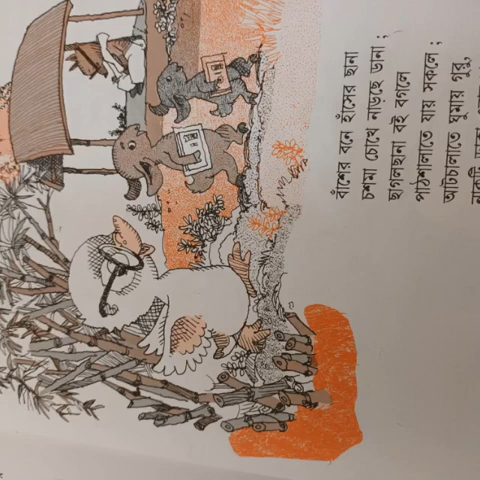 বাঁশের বনে হাঁসের ছানা
চশমা চোখে নাড়ছে ডানা ;
ছাগলছানা বই বগলে
পাঠশালাতে যায় সকলে ;
আটচালাতে ঘুমায় গুরু,